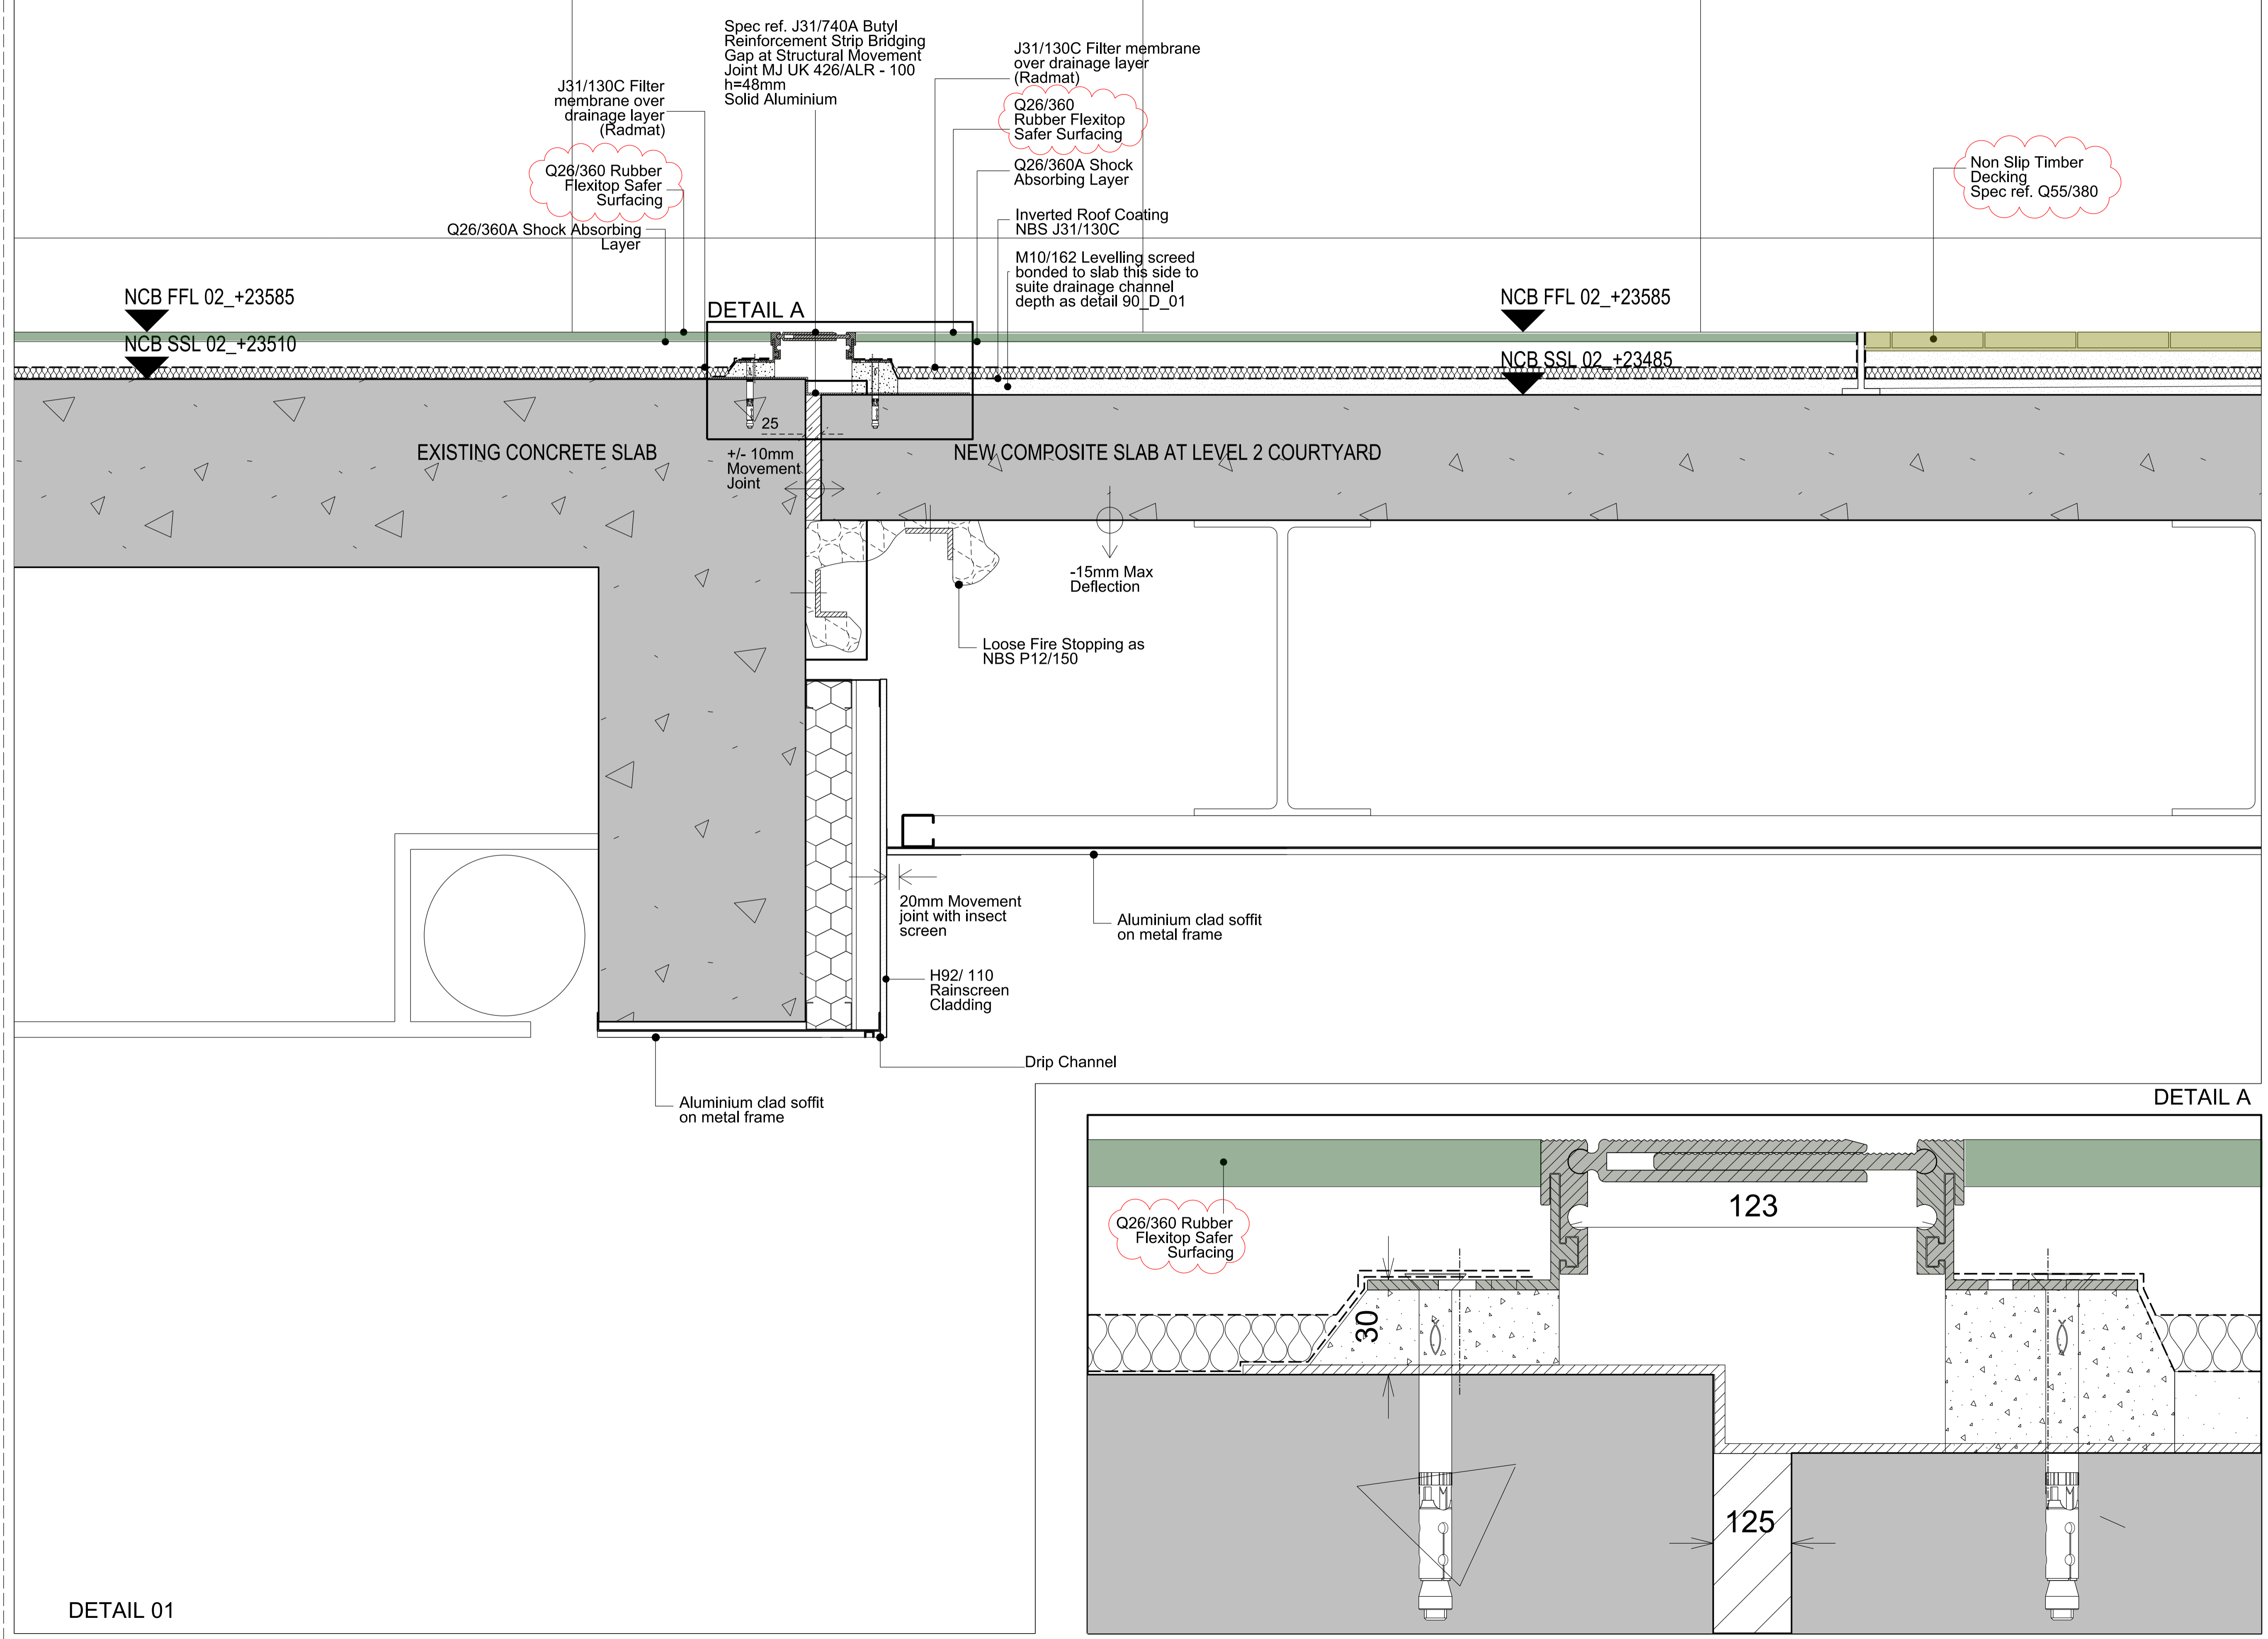 Spec ref. J31/740A Butyl
Reinforcement Strip Bridging
Gap at Structural Movement
Joint MJ UK 426/ALR - 100
h=48mm
Solid Aluminium
J31/130C Filter membrane
over drainage layer
(Radmat)
J31/130C Filter
membrane over
drainage layer
(Radmat)
Q26/360
Rubber Flexitop
Safer Surfacing
Q26/360 Rubber
Flexitop Safer
Surfacing
Q26/360A Shock
Absorbing Layer
Non Slip Timber
Decking
Spec ref. Q55/380
Q26/360A Shock Absorbing
Layer
Inverted Roof Coating
NBS J31/130C
M10/162 Levelling screed
bonded to slab this side to
suite drainage channel
depth as detail 90_D_01
NCB FFL 02_+23585
DETAIL A
NCB FFL 02_+23585
NCB SSL 02_+23510
NCB SSL 02_+23485
25
EXISTING CONCRETE SLAB
+/- 10mm
Movement
Joint
NEW COMPOSITE SLAB AT LEVEL 2 COURTYARD
-15mm Max
Deflection
Loose Fire Stopping as
NBS P12/150
20mm Movement
joint with insect
screen
Aluminium clad soffit
on metal frame
H92/ 110
Rainscreen
Cladding
Drip Channel
Aluminium clad soffit
on metal frame
DETAIL A
123
Q26/360 Rubber
Flexitop Safer
Surfacing
30
125
DETAIL 01